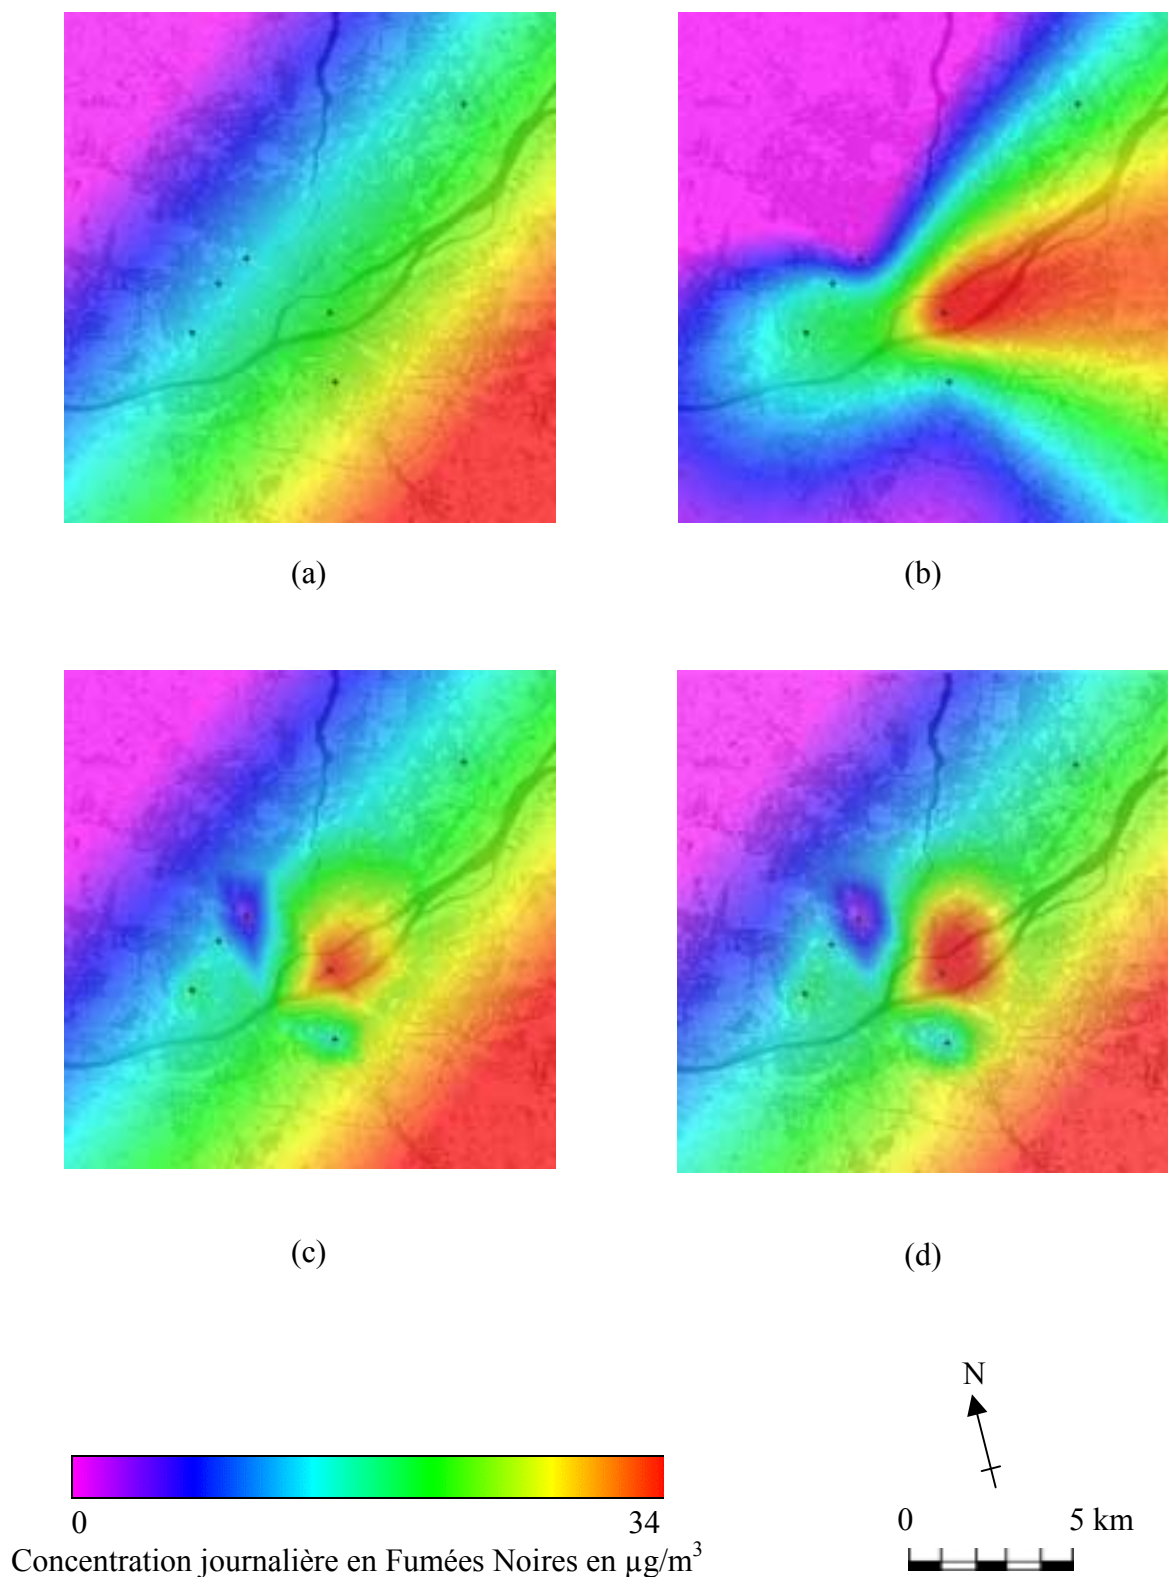 (a) (b)
(c) (d)
N
0 34
0 5 km
Concentration journalière en Fumées Noires en µg/m³